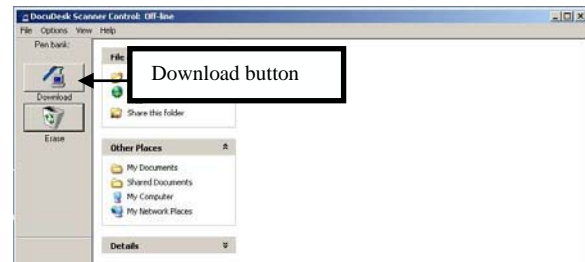 DocuDesk Scanner Control: Off-line
File Options View Help
Pen bank:
Download
Erase
File
Download button
Share this folder
Other Places
My Documents
Shared Documents
My Computer
My Network Places
Details